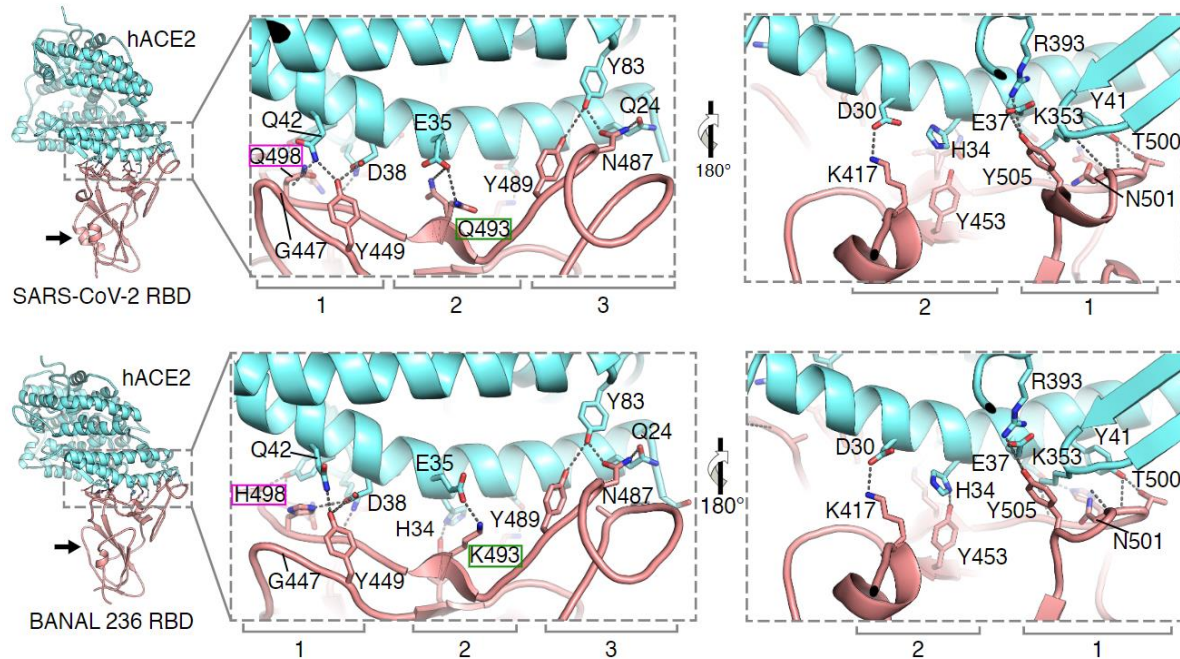 hACE2
SARS-CoV-2 RBD
Q42
Q498
G447
Y449
D38
E35
Q493
Y489
Y83
Q24
N487
1
2
3
180°
D30
K417
H34
Y453
R393
E37
K353
Y41
T500
Y505
N501
2
1
hACE2
BANAL 236 RBD
Q42
H498
G447
Y449
D38
H34
E35
K493
Y489
Y83
Q24
N487
1
2
3
180°
D30
K417
H34
Y453
R393
E37
K353
Y41
T500
Y505
N501
2
1